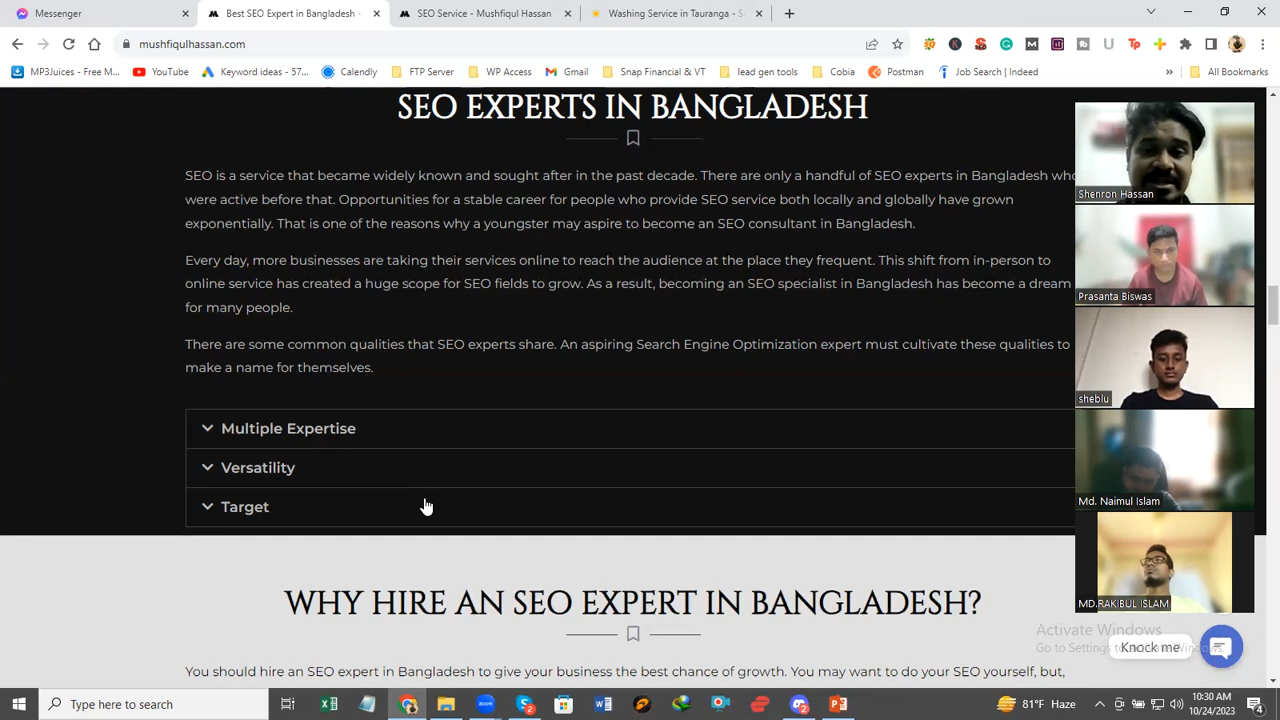 Messenger
Best SEO Expert in Bangladesh -
SEO Service - Mushfiqul Hassan
Washing Service in Tauranga - S
mushfiqulhassan.com
MP3Juices - Free M...
YouTube
Keyword ideas - 57...
Calendly
FTP Server
WP Access
Gmail
Snap Financial & VT
lead gen tools
Cobia
Postman
Job Search | Indeed
»
All Bookmarks
SEO EXPERTS IN BANGLADESH
SEO is a service that became widely known and sought after in the past decade. There are only a handful of SEO experts in Bangladesh who
were active before that. Opportinities for stable career for people who provide SEO service both locally and globally have grown
exponentially. That is one of the reasons why a youngster may aspire to become an SEO consultant in Bangladesh.
Every day, more businesses are taking their services online to reach the audience at the place they frequent. This shift from in-person to
online service has created a huge scope for SEO fields to grow. As a result, becoming an SEO specialist in Bangladesh has become a dream
for many people.
There are some common qualities that SEO experts share. An aspiring Search Engine Optimization expert must cultivate these qualities to
make a name for themselves.
Multiple Expertise
Versatility
Target
WHY HIRE AN SEO EXPERT IN BANGLADESH?
You should hire an SEO expert in Bangladesh to give your business the best chance of growth. You may want to do your SEO yourself, but,
Shenron Hassan
Prasanta Biswas
sheblu
Md. Naimul Islam
MD.RAKIBUL ISLAM
Activate Windows
Go to Settings to activate Windows.
Knock me
Type here to search
81°F Haze
10:30 AM
10/24/2023
4